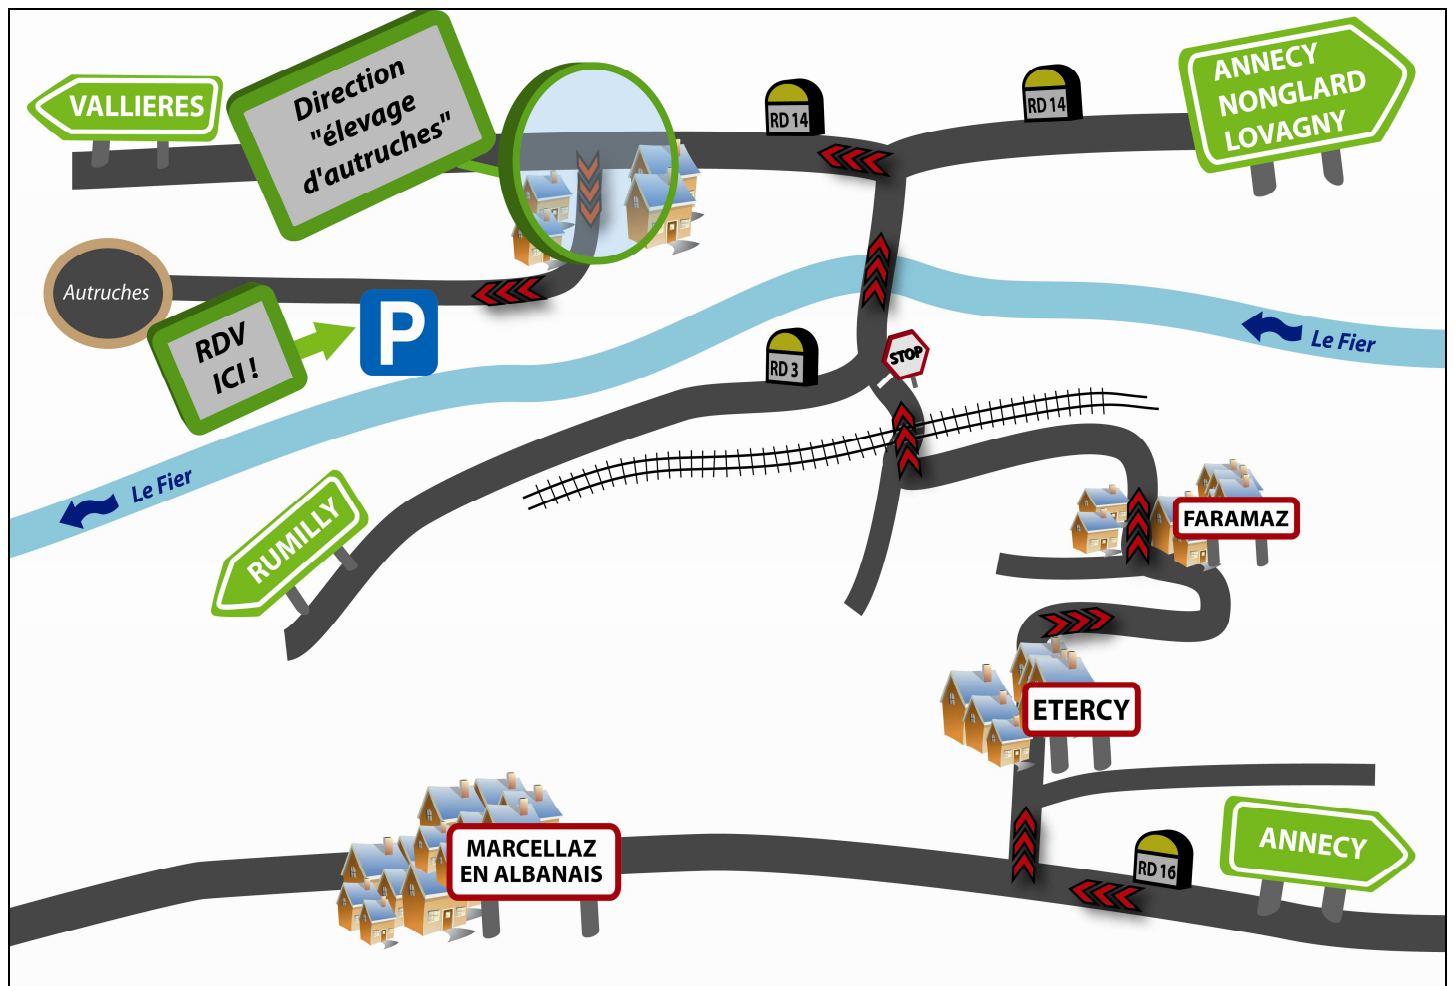 VALLIERES
Direction
"élevage
d'autruches"
RD 14
RD 14
ANNECY
NONGLARD
LOVAGNY
Autruches
RDV
ICI !
P
RD 3
STOP
Le Fier
Le Fier
RUMILLY
FARAMAZ
ETERCY
MARCELLAZ
EN ALBANAIS
RD 16
ANNECY